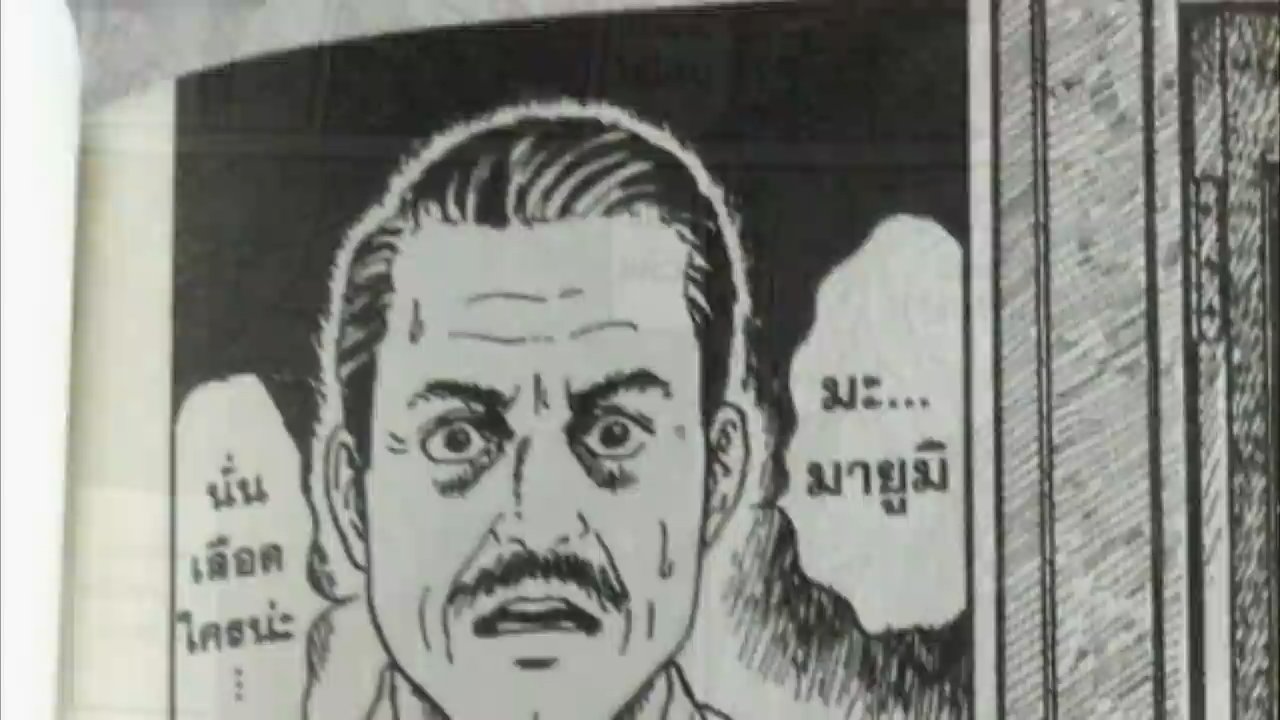 มะ...
มายูมิ
นั่น
เลือด
ใครน่ะ
...